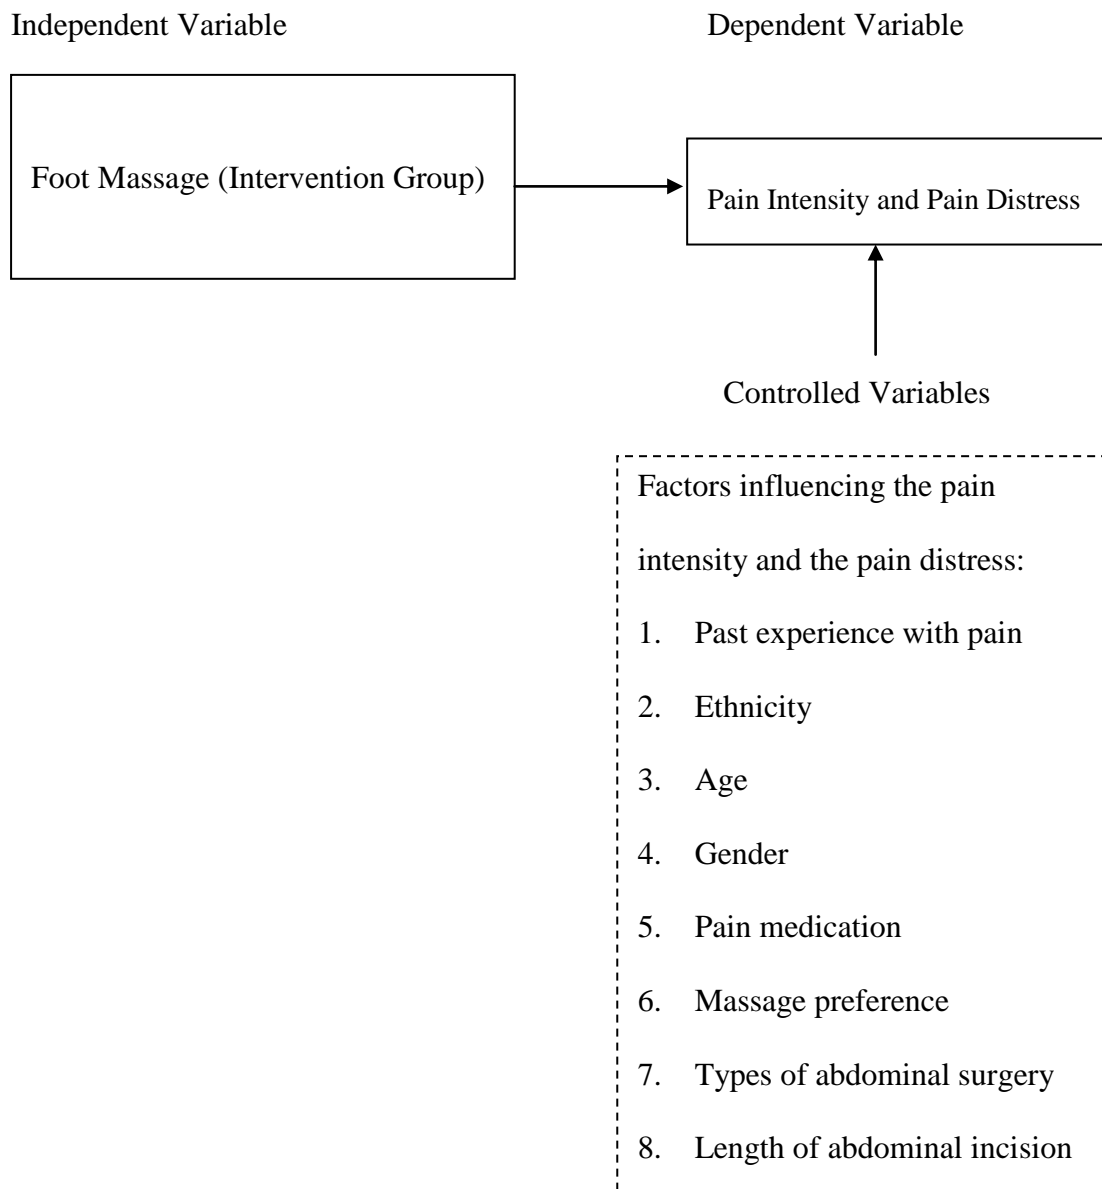 Independent Variable
Dependent Variable
Foot Massage (Intervention Group)
Pain Intensity and Pain Distress
Controlled Variables
Factors influencing the pain
intensity and the pain distress:
1. Past experience with pain
2. Ethnicity
3. Age
4. Gender
5. Pain medication
6. Massage preference
7. Types of abdominal surgery
8. Length of abdominal incision